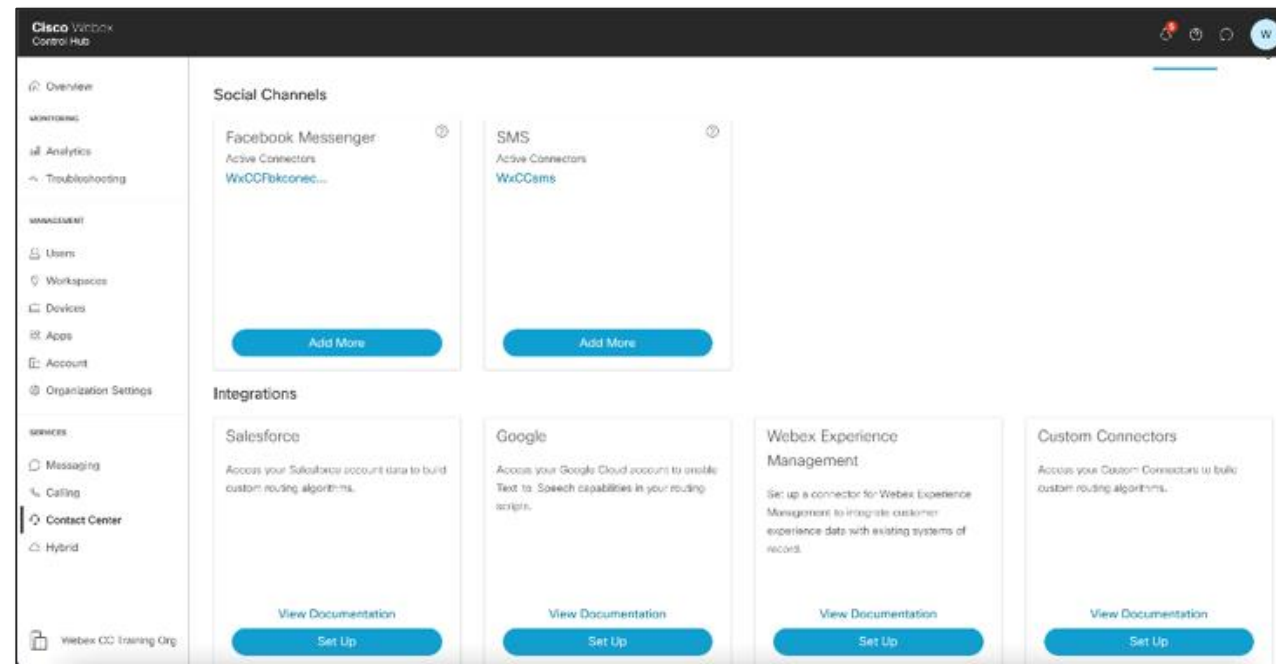 Cisco Webex
Control Hub
5
W
Overview
MONITORING
Analytics
Troubleshooting
MANAGEMENT
Users
Workspaces
Devices
Apps
Account
Organization Settings
SERVICES
Messaging
Calling
Contact Center
Hybrid
Webex CC Training Org
Social Channels
Facebook Messenger
Active Connectors
WxCCFbkconec...
Add More
SMS
Active Connectors
WxCCsms
Add More
Integrations
Salesforce
Access your Salesforce account data to build
custom routing algorithms.
View Documentation
Set Up
Google
Access your Google Cloud account to enable
Text to Speech capabilities in your routing
scripts.
View Documentation
Set Up
Webex Experience
Management
Set up a connector for Webex Experience
Management to integrate customer
experience data with existing systems of
record.
View Documentation
Set Up
Custom Connectors
Access your Custom Connectors to build
custom routing algorithms.
View Documentation
Set Up